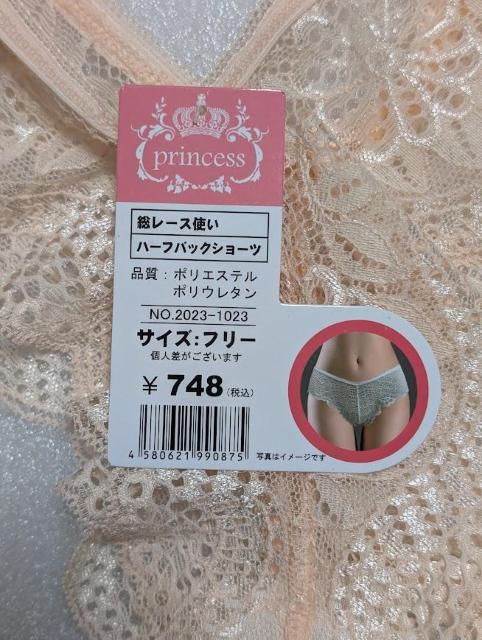 princess
総レース使い
ハーフバックショーツ
品質：ポリエステル
ポリウレタン
NO.2023-1023
サイズ：フリー
個人差がございます
￥748(税込)
4 580621 990875
写真はイメージです